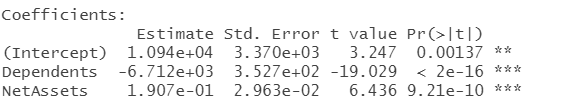 Coefficients:
Estimate Std. Error t value Pr(>|t|)
(Intercept) 1.094e+04 3.370e+03 3.247 0.00137 **
Dependents -6.712e+03 3.527e+02 -19.029 < 2e-16 ***
NetAssets 1.907e-01 2.963e-02 6.436 9.21e-10 ***